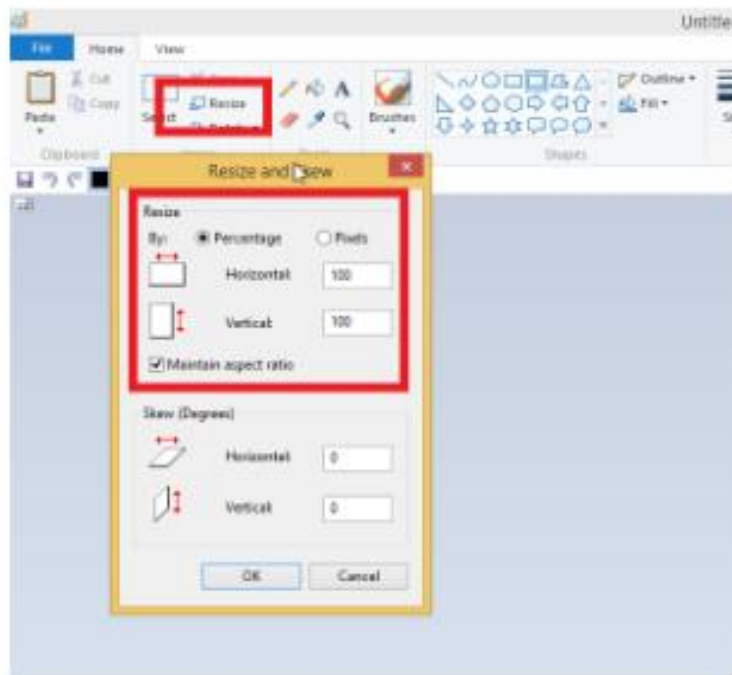 Untitle
File Home View
Cut
Copy
Paste
Select
Resize
A
Brushes
Outline
Fill
Clipboard
Shapes
Resize and Skew
Resize
By: Percentage Pixels
Horizontal: 100
Vertical: 100
Maintain aspect ratio
Skew (Degrees)
Horizontal: 0
Vertical: 0
OK Cancel